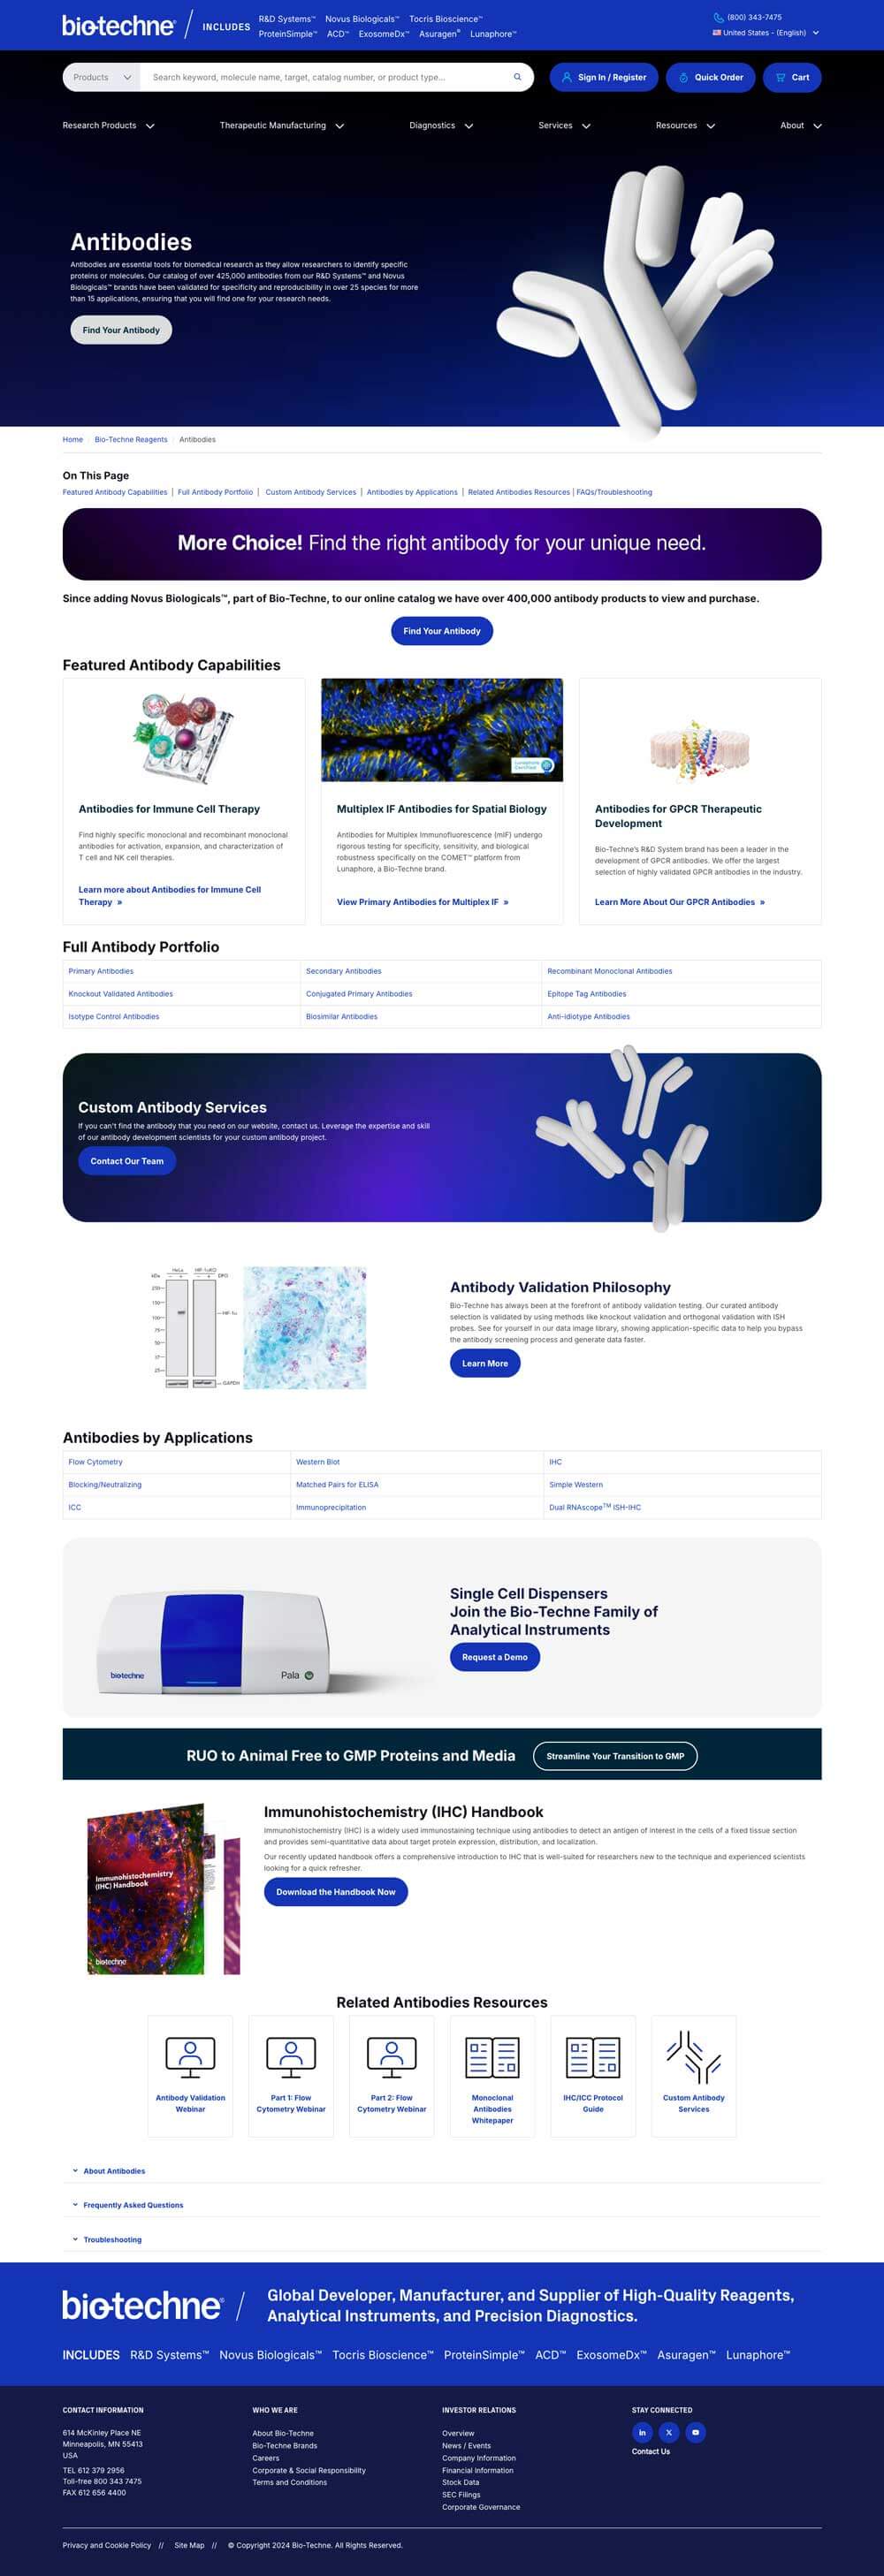 bio-techne® / INCLUDES R&D Systems™ Novus Biologicals™ Tocris Bioscience™
ProteinSimple™ ACD™ ExosomeDx™ Asuragen® Lunaphore™
(800) 343-7475
United States - (English)
Products
Search keyword, molecule name, target, catalog number, or product type...
Sign In / Register
Quick Order
Cart
Research Products
Therapeutic Manufacturing
Diagnostics
Services
Resources
About
Antibodies
Antibodies are essential tools for biomedical research as they allow researchers to identify specific
proteins or molecules. Our catalog of over 425,000 antibodies from our R&D Systems™ and Novus
Biologicals™ brands have been validated for specificity and reproducibility in over 25 species for more
than 15 applications, ensuring that you will find one for your research needs.
Find Your Antibody
Home / Bio-Techne Reagents / Antibodies
On This Page
Featured Antibody Capabilities | Full Antibody Portfolio | Custom Antibody Services | Antibodies by Applications | Related Antibodies Resources | FAQs/Troubleshooting
More Choice! Find the right antibody for your unique need.
Since adding Novus Biologicals™, part of Bio-Techne, to our online catalog we have over 400,000 antibody products to view and purchase.
Find Your Antibody
Featured Antibody Capabilities
Antibodies for Immune Cell Therapy
Find highly specific monoclonal and recombinant monoclonal
antibodies for activation, expansion, and characterization of
T cell and NK cell therapies.
Learn more about Antibodies for Immune Cell
Therapy »
Multiplex IF Antibodies for Spatial Biology
Antibodies for Multiplex Immunofluorescence (mIF) undergo
rigorous testing for specificity, sensitivity, and biological
robustness specifically on the COMET™ platform from
Lunaphore, a Bio-Techne brand.
View Primary Antibodies for Multiplex IF »
Antibodies for GPCR Therapeutic
Development
Bio-Techne's R&D System brand has been a leader in the
development of GPCR antibodies. We offer the largest
selection of highly validated GPCR antibodies in the industry.
Learn More About Our GPCR Antibodies »
Full Antibody Portfolio
Primary Antibodies
Secondary Antibodies
Recombinant Monoclonal Antibodies
Knockout Validated Antibodies
Conjugated Primary Antibodies
Epitope Tag Antibodies
Isotype Control Antibodies
Biosimilar Antibodies
Anti-idiotype Antibodies
Custom Antibody Services
If you can't find the antibody that you need on our website, contact us. Leverage the expertise and skill
of our antibody development scientists for your custom antibody project.
Contact Our Team
HeLa
kDa
GAPDH
Antibody Validation Philosophy
Bio-Techne has always been at the forefront of antibody validation testing. Our curated antibody
selection is validated by using methods like knockout validation and orthogonal validation with ISH
probes. See for yourself in our data image library, showing application-specific data to help you bypass
the antibody screening process and generate data faster.
Learn More
Antibodies by Applications
Flow Cytometry
Western Blot
IHC
Blocking/Neutralizing
Matched Pairs for ELISA
Simple Western
ICC
Immunoprecipitation
Dual RNAscope™ ISH-IHC
bio-techne
Pala
Single Cell Dispensers
Join the Bio-Techne Family of
Analytical Instruments
Request a Demo
RUO to Animal Free to GMP Proteins and Media
Streamline Your Transition to GMP
Immunohistochemistry
(IHC) Handbook
bio-techne
Immunohistochemistry (IHC) Handbook
Immunohistochemistry (IHC) is a widely used immunostaining technique using antibodies to detect an antigen of interest in the cells of a fixed tissue section
and provides semi-quantitative data about target protein expression, distribution, and localization.
Our recently updated handbook offers a comprehensive introduction to IHC that is well-suited for researchers new to the technique and experienced scientists
looking for a quick refresher.
Download the Handbook Now
Related Antibodies Resources
Antibody Validation
Webinar
Part 1: Flow
Cytometry Webinar
Part 2: Flow
Cytometry Webinar
Monoclonal
Antibodies
Whitepaper
IHC/ICC Protocol
Guide
Custom Antibody
Services
About Antibodies
Frequently Asked Questions
Troubleshooting
bio-techne® /
Global Developer, Manufacturer, and Supplier of High-Quality Reagents,
Analytical Instruments, and Precision Diagnostics.
INCLUDES R&D Systems™ Novus Biologicals™ Tocris Bioscience™ ProteinSimple™ ACD™ ExosomeDx™ Asuragen™ Lunaphore™
CONTACT INFORMATION
614 McKinley Place NE
Minneapolis, MN 55413
USA
TEL 612 379 2956
Toll-free 800 343 7475
FAX 612 656 4400
WHO WE ARE
About Bio-Techne
Bio-Techne Brands
Careers
Corporate & Social Responsibility
Terms and Conditions
INVESTOR RELATIONS
Overview
News / Events
Company Information
Financial Information
Stock Data
SEC Filings
Corporate Governance
STAY CONNECTED
Contact Us
Privacy and Cookie Policy // Site Map // © Copyright 2024 Bio-Techne. All Rights Reserved.